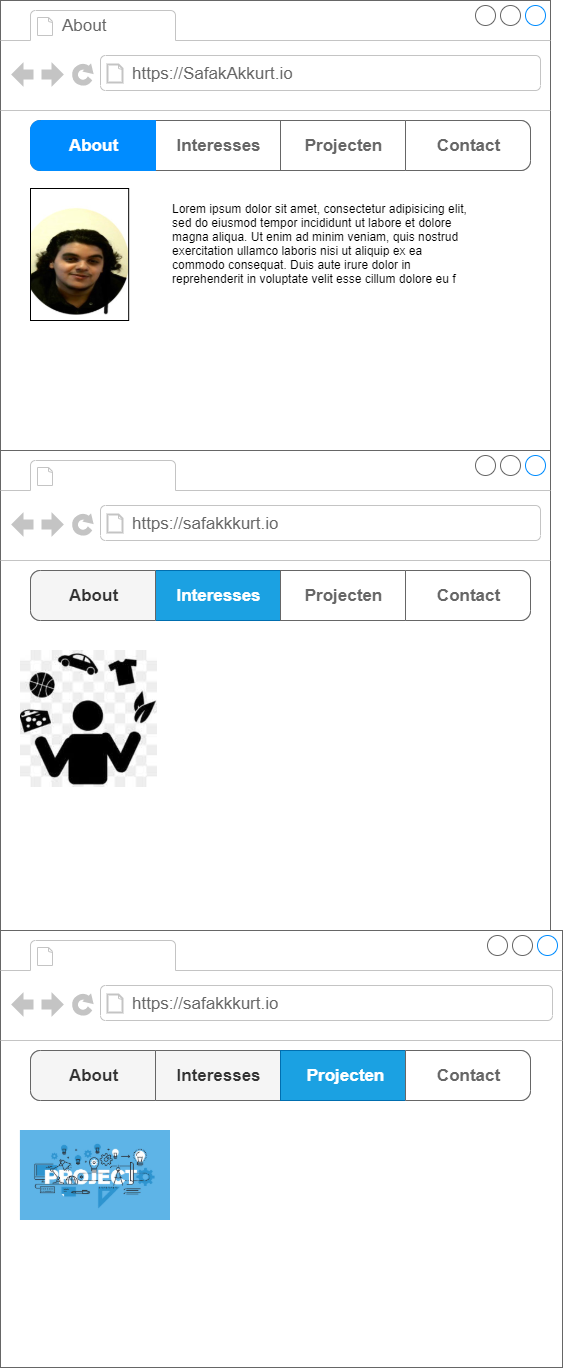 About
https://SafakAkkurt.io
About Interesses Projecten Contact
Lorem ipsum dolor sit amet, consectetur adipisicing elit,
sed do eiusmod tempor incididunt ut labore et dolore
magna aliqua. Ut enim ad minim veniam, quis nostrud
exercitation ullamco laboris nisi ut aliquip ex ea
commodo consequat. Duis aute irure dolor in
reprehenderit in voluptate velit esse cillum dolore eu f
https://safakkkurt.io
About Interesses Projecten Contact
https://safakkkurt.io
About Interesses Projecten Contact
PROJECT